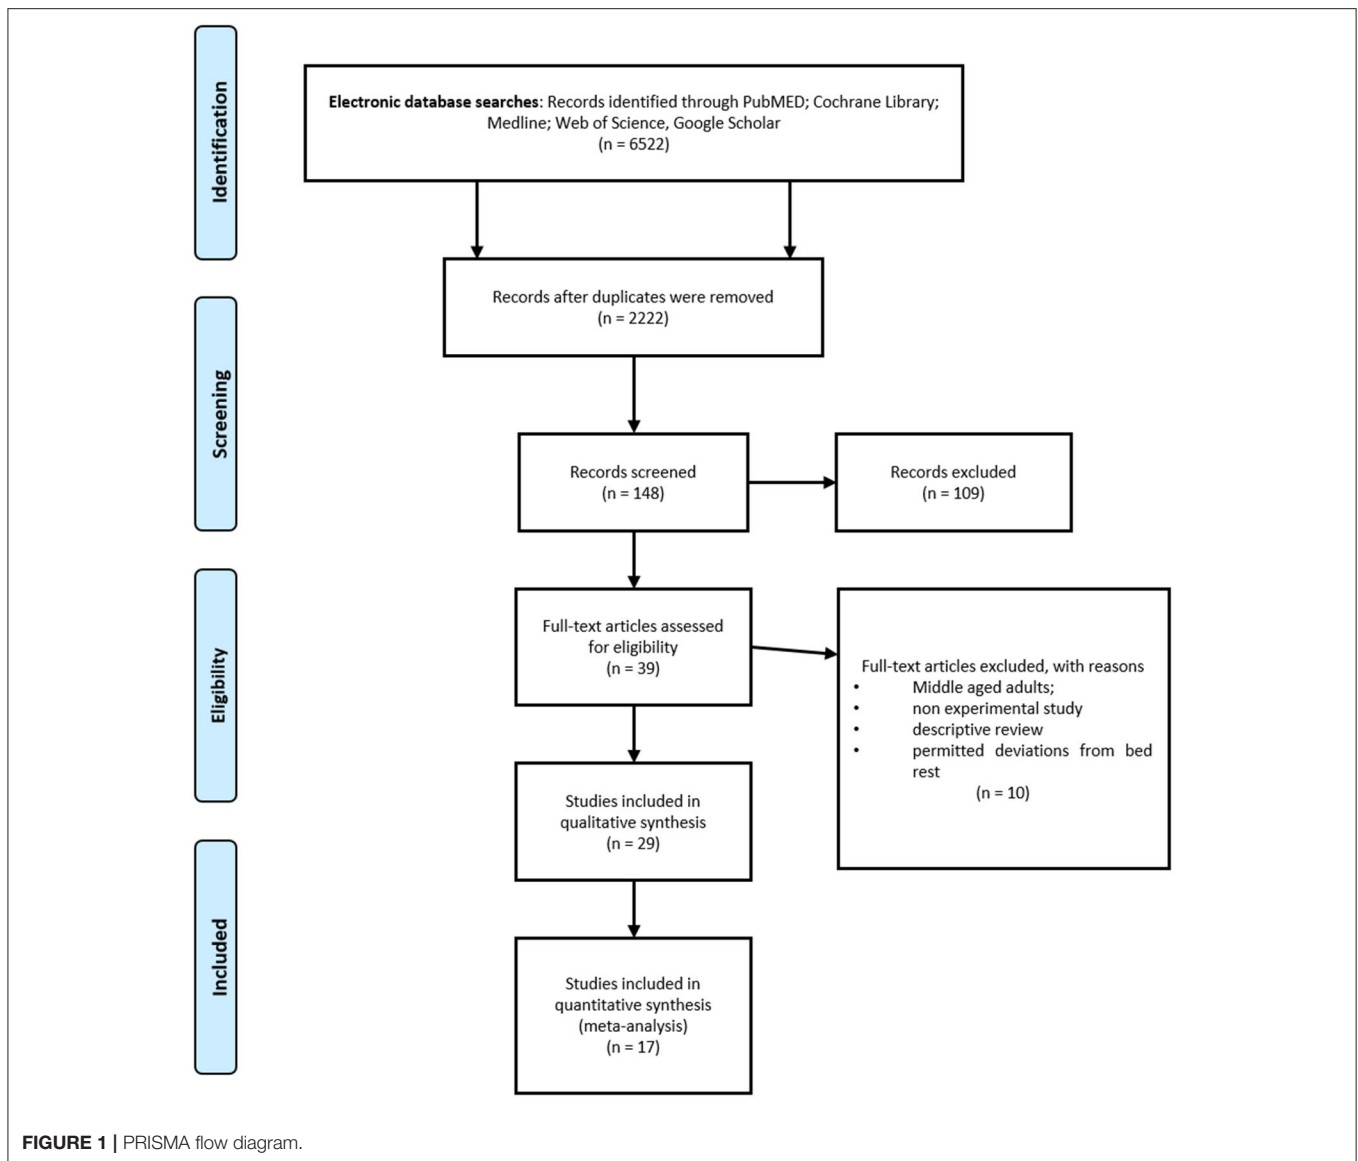 Identification
Electronic database searches: Records identified through PubMED; Cochrane Library;
Medline; Web of Science, Google Scholar
(n = 6522)
Records after duplicates were removed
(n = 2222)
Screening
Records screened
(n = 148)
Records excluded
(n = 109)
Eligibility
Full-text articles assessed
for eligibility
(n = 39)
Full-text articles excluded, with reasons
• Middle aged adults;
• non experimental study
• descriptive review
• permitted deviations from bed
rest
(n = 10)
Studies included in
qualitative synthesis
(n = 29)
Included
Studies included in
quantitative synthesis
(meta-analysis)
(n = 17)
FIGURE 1 | PRISMA flow diagram.